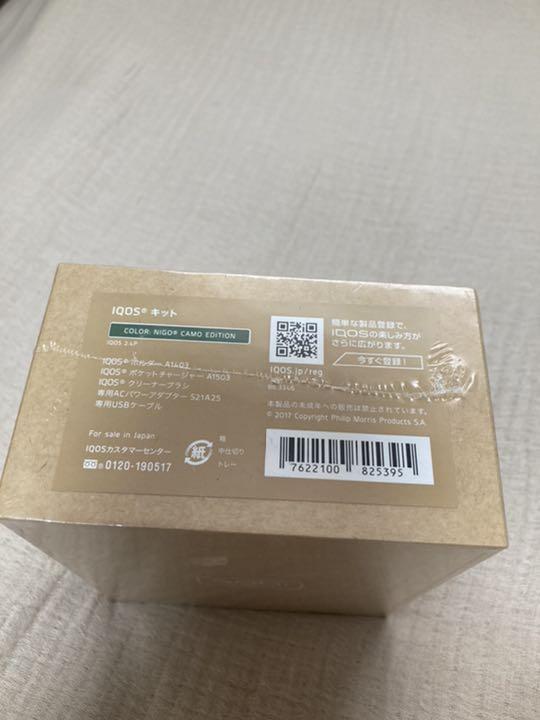 IQOS® キット
COLOR: NIGO® CAMO EDITION
IQOS 2.4P
IQOS® ホルダー A1403
IQOS® ポケットチャージャー A1503
IQOS® クリーナーブラシ
専用ACパワーアダプター S21A25
専用USBケーブル
For sale in Japan
IQOSカスタマーセンター
0120-190517
紙
箱
中仕切り
トレー
IQOS.jp/reg
簡単な製品登録で、
IQOSの楽しみ方が
さらに広がります。
今すぐ登録!
本製品の未成年への販売は禁止されています。
© 2017 Copyright Philip Morris Products S.A.
7622100 825395